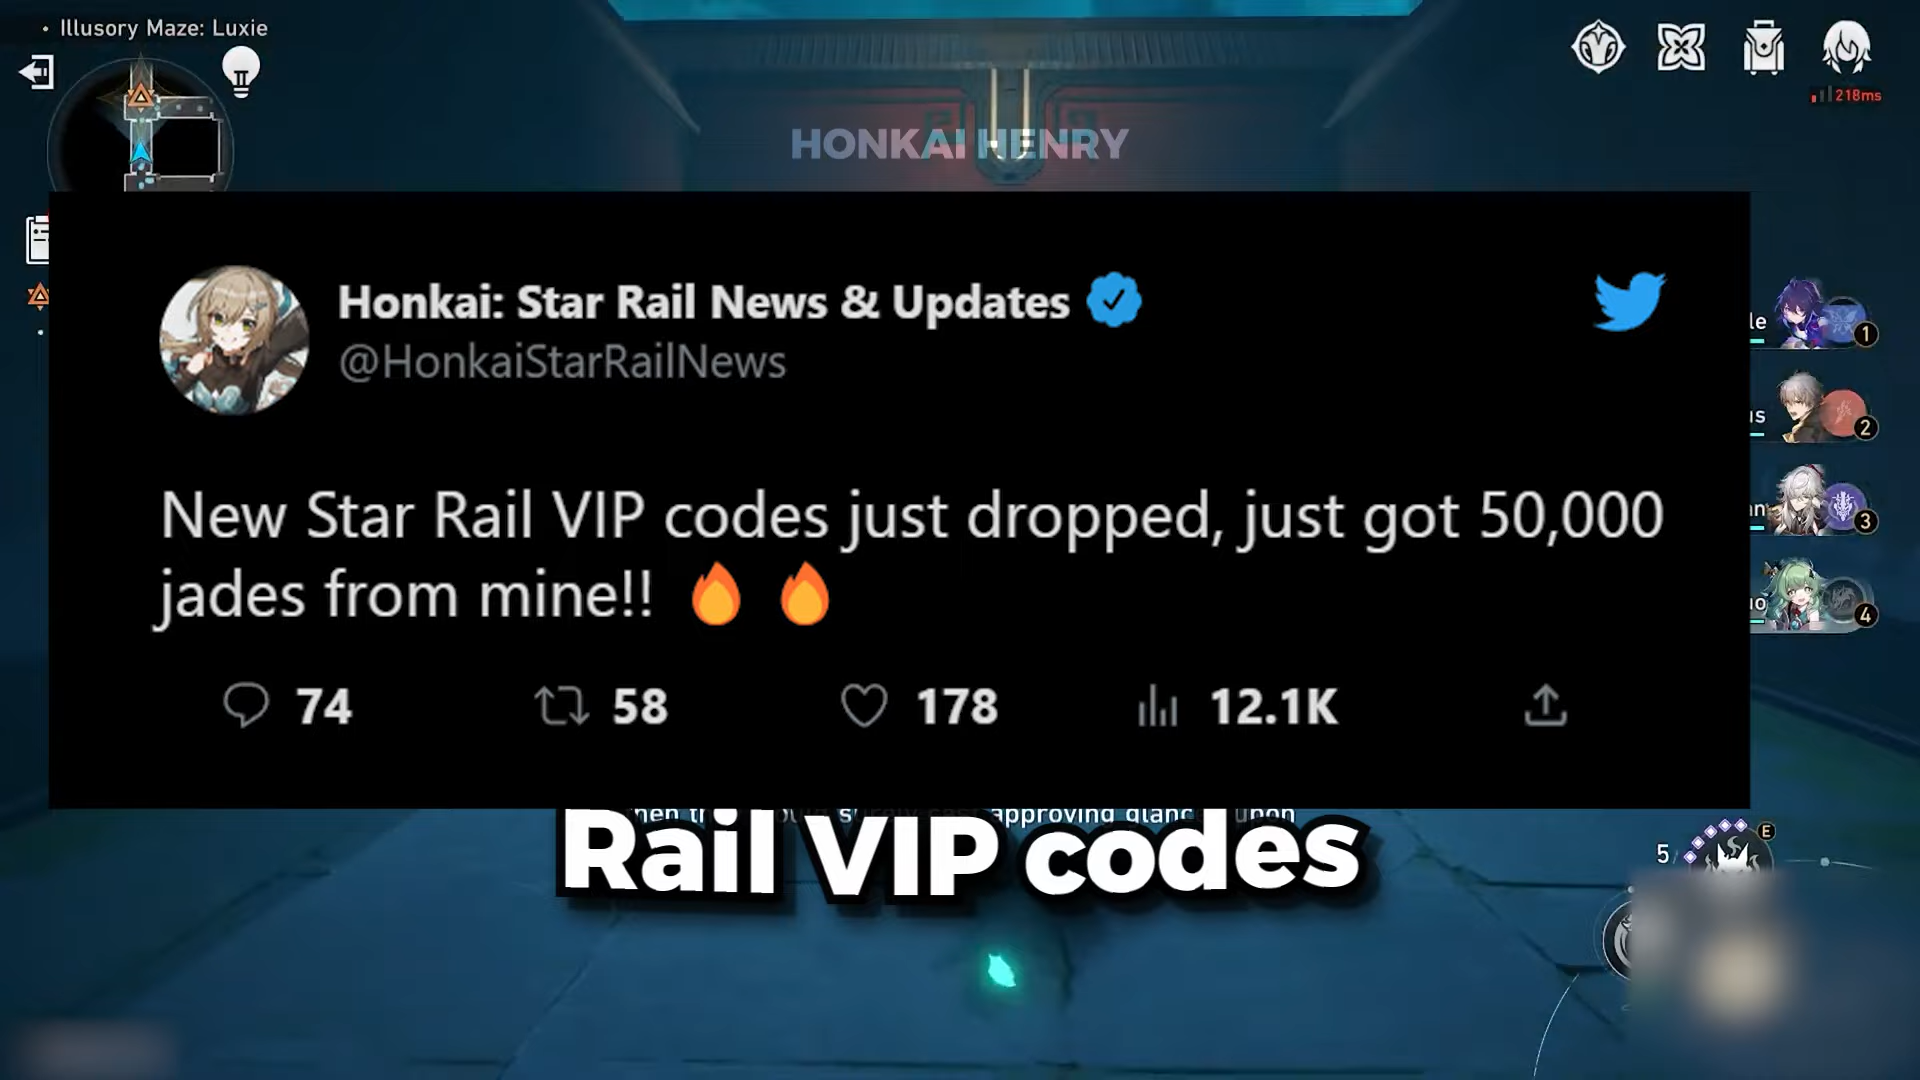 Illusory Maze: Luxie
218ms
HONKAI HENRY
Honkai: Star Rail News & Updates
@HonkaiStarRailNews
New Star Rail VIP codes just dropped, just got 50,000
jades from mine!! 🔥 🔥
74 58 178 12.1K
1
2
3
4
approving
Rail VIP codes
5
E